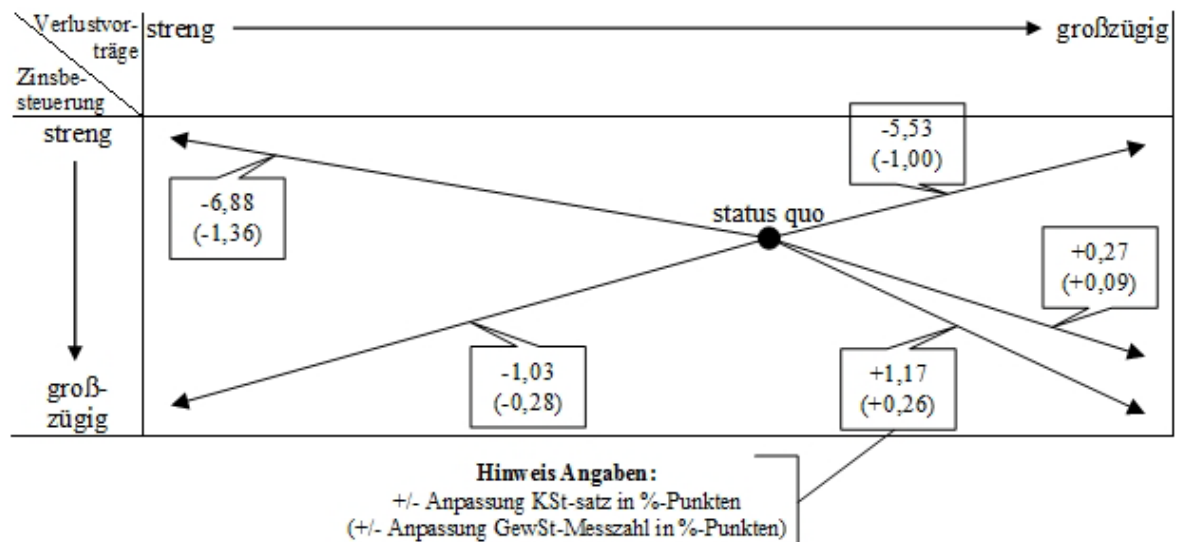 Verlustvor-
träge
streng
großzügig
Zinsbe-
steuerung
streng
-5,53
(-1,00)
-6,88
(-1,36)
status quo
+0,27
(+0,09)
-1,03
(-0,28)
+1,17
(+0,26)
groß-
zügig
Hinweis Angaben:
+/- Anpassung KSt-satz in %-Punkten
(+/- Anpassung GewSt-Messzahl in %-Punkten)